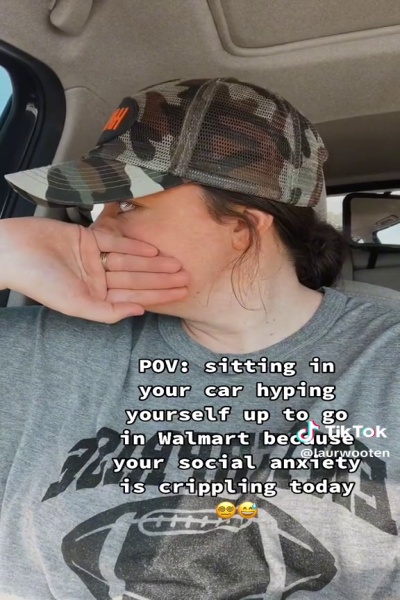 POV: sitting in
your car hyping
yourself up to go
in Walmart because
your social anxiety
is crippling today
😵‍💫😅
TikTok
@laurwooten